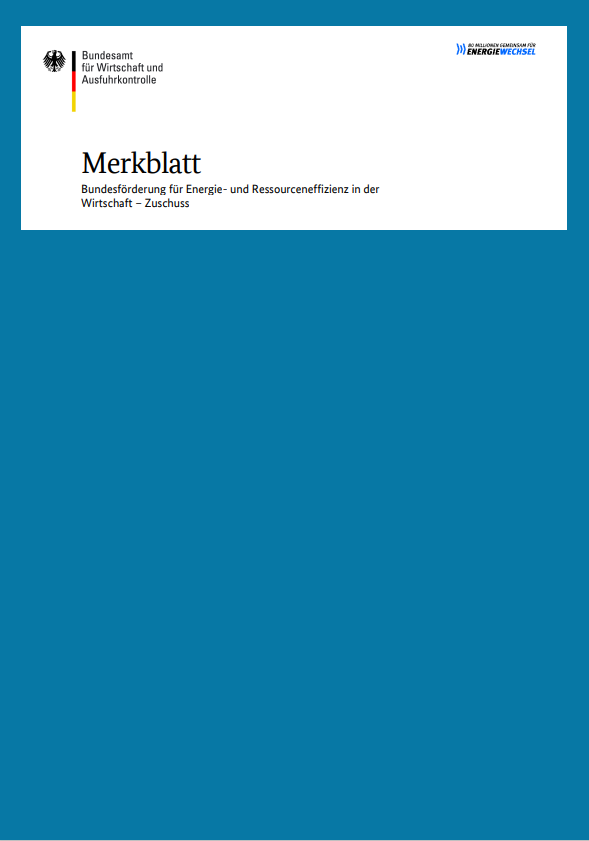 Bundesamt
für Wirtschaft und
Ausfuhrkontrolle
80 MILLIONEN GEMEINSAM FÜR
ENERGIEWECHSEL
Merkblatt
Bundesförderung für Energie- und Ressourceneffizienz in der
Wirtschaft – Zuschuss